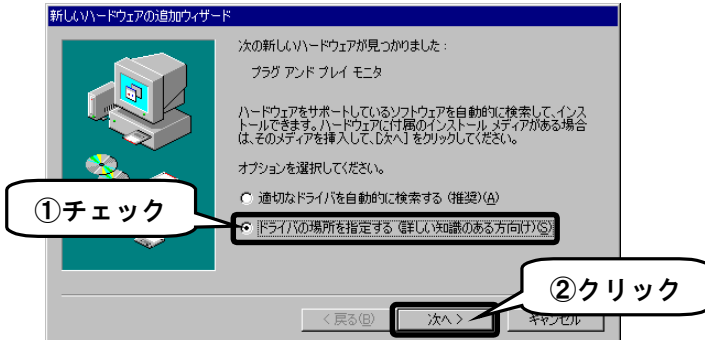 新しいハードウェアの追加ウィザード
次の新しいハードウェアが見つかりました :
プラグ アンド プレイ モニタ
ハードウェアをサポートしているソフトウェアを自動的に検索して、インス
トールできます。ハードウェアに付属のインストール メディアがある場合
は、そのメディアを挿入して、[次へ] をクリックしてください。
オプションを選択してください。
適切なドライバを自動的に検索する (推奨)(A)
①チェック
ドライバの場所を指定する (詳しい知識のある方向け)(S)
②クリック
< 戻る(B)
次へ >
キャンセル